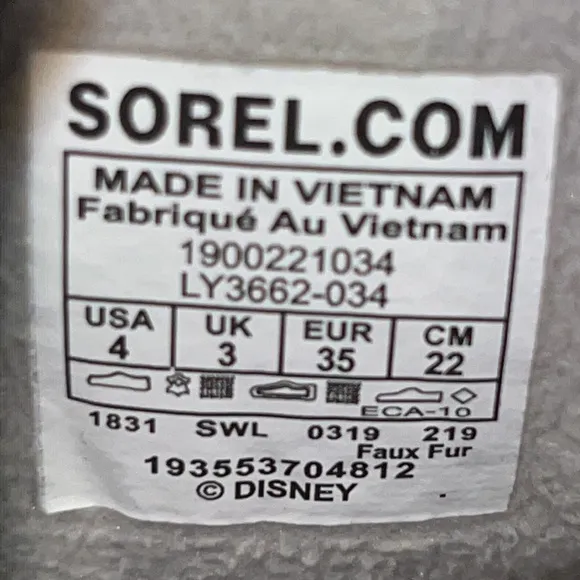 SOREL.COM
MADE IN VIETNAM
Fabriqué Au Vietnam
1900221034
LY3662-034
USA UK EUR CM
4 3 35 22
ECA-10
1831 SWL 0319 219
Faux Fur
193553704812
© DISNEY